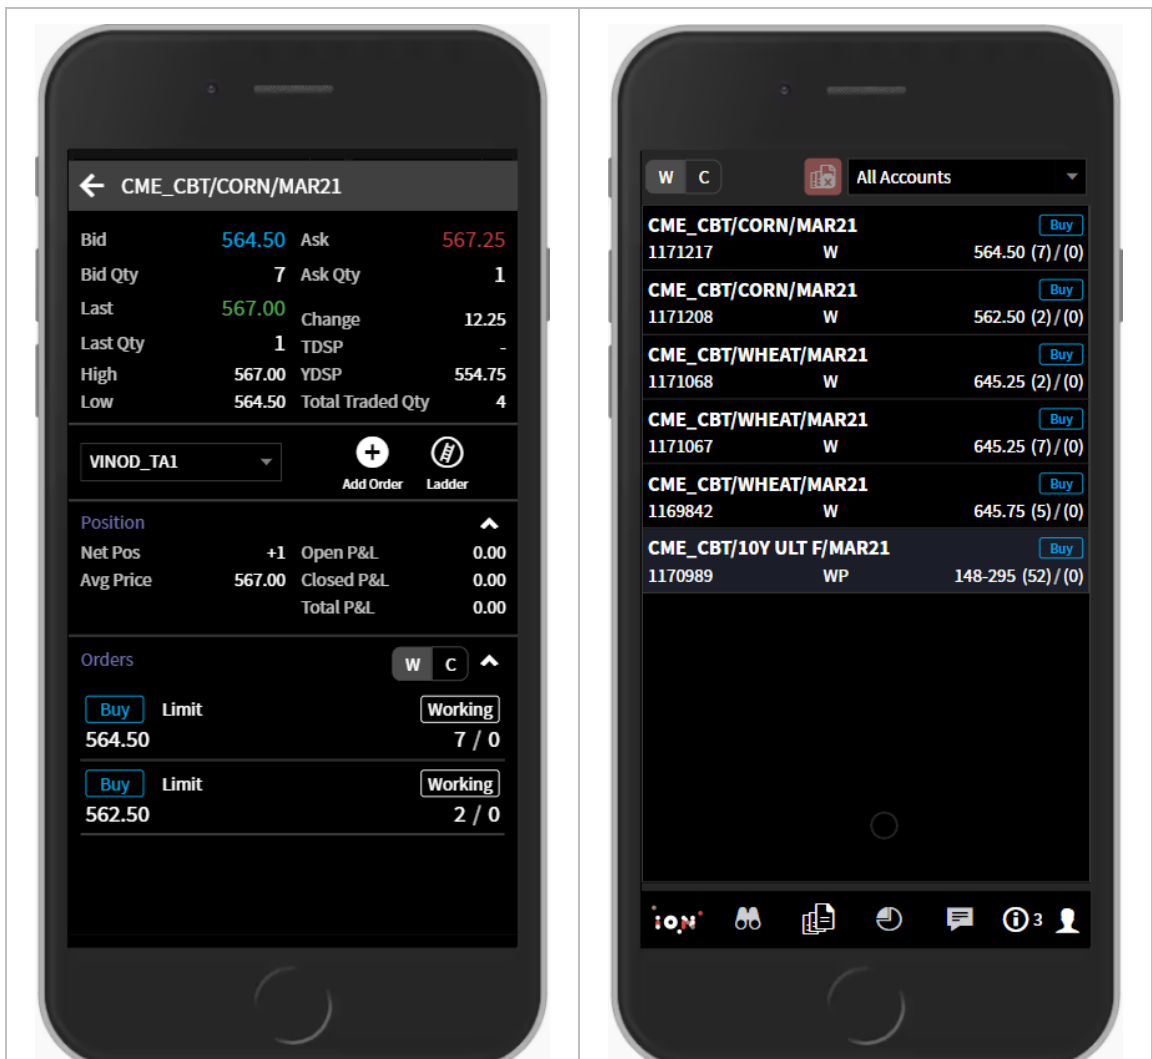 CME_CBT/CORN/MAR21
Bid 564.50 Ask 567.25
Bid Qty 7 Ask Qty 1
Last 567.00 Change 12.25
Last Qty 1 TDSP -
High 567.00 YDSP 554.75
Low 564.50 Total Traded Qty 4
VINOD_TA1
Add Order Ladder
Position
Net Pos +1 Open P&L 0.00
Avg Price 567.00 Closed P&L 0.00
Total P&L 0.00
Orders W C
Buy Limit Working
564.50 7 / 0
Buy Limit Working
562.50 2 / 0
W C All Accounts
CME_CBT/CORN/MAR21 Buy
1171217 W 564.50 (7)/(0)
CME_CBT/CORN/MAR21 Buy
1171208 W 562.50 (2)/(0)
CME_CBT/WHEAT/MAR21 Buy
1171068 W 645.25 (2)/(0)
CME_CBT/WHEAT/MAR21 Buy
1171067 W 645.25 (7)/(0)
CME_CBT/WHEAT/MAR21 Buy
1169842 W 645.75 (5)/(0)
CME_CBT/10Y ULT F/MAR21 Buy
1170989 WP 148-295 (52)/(0)
iON 3